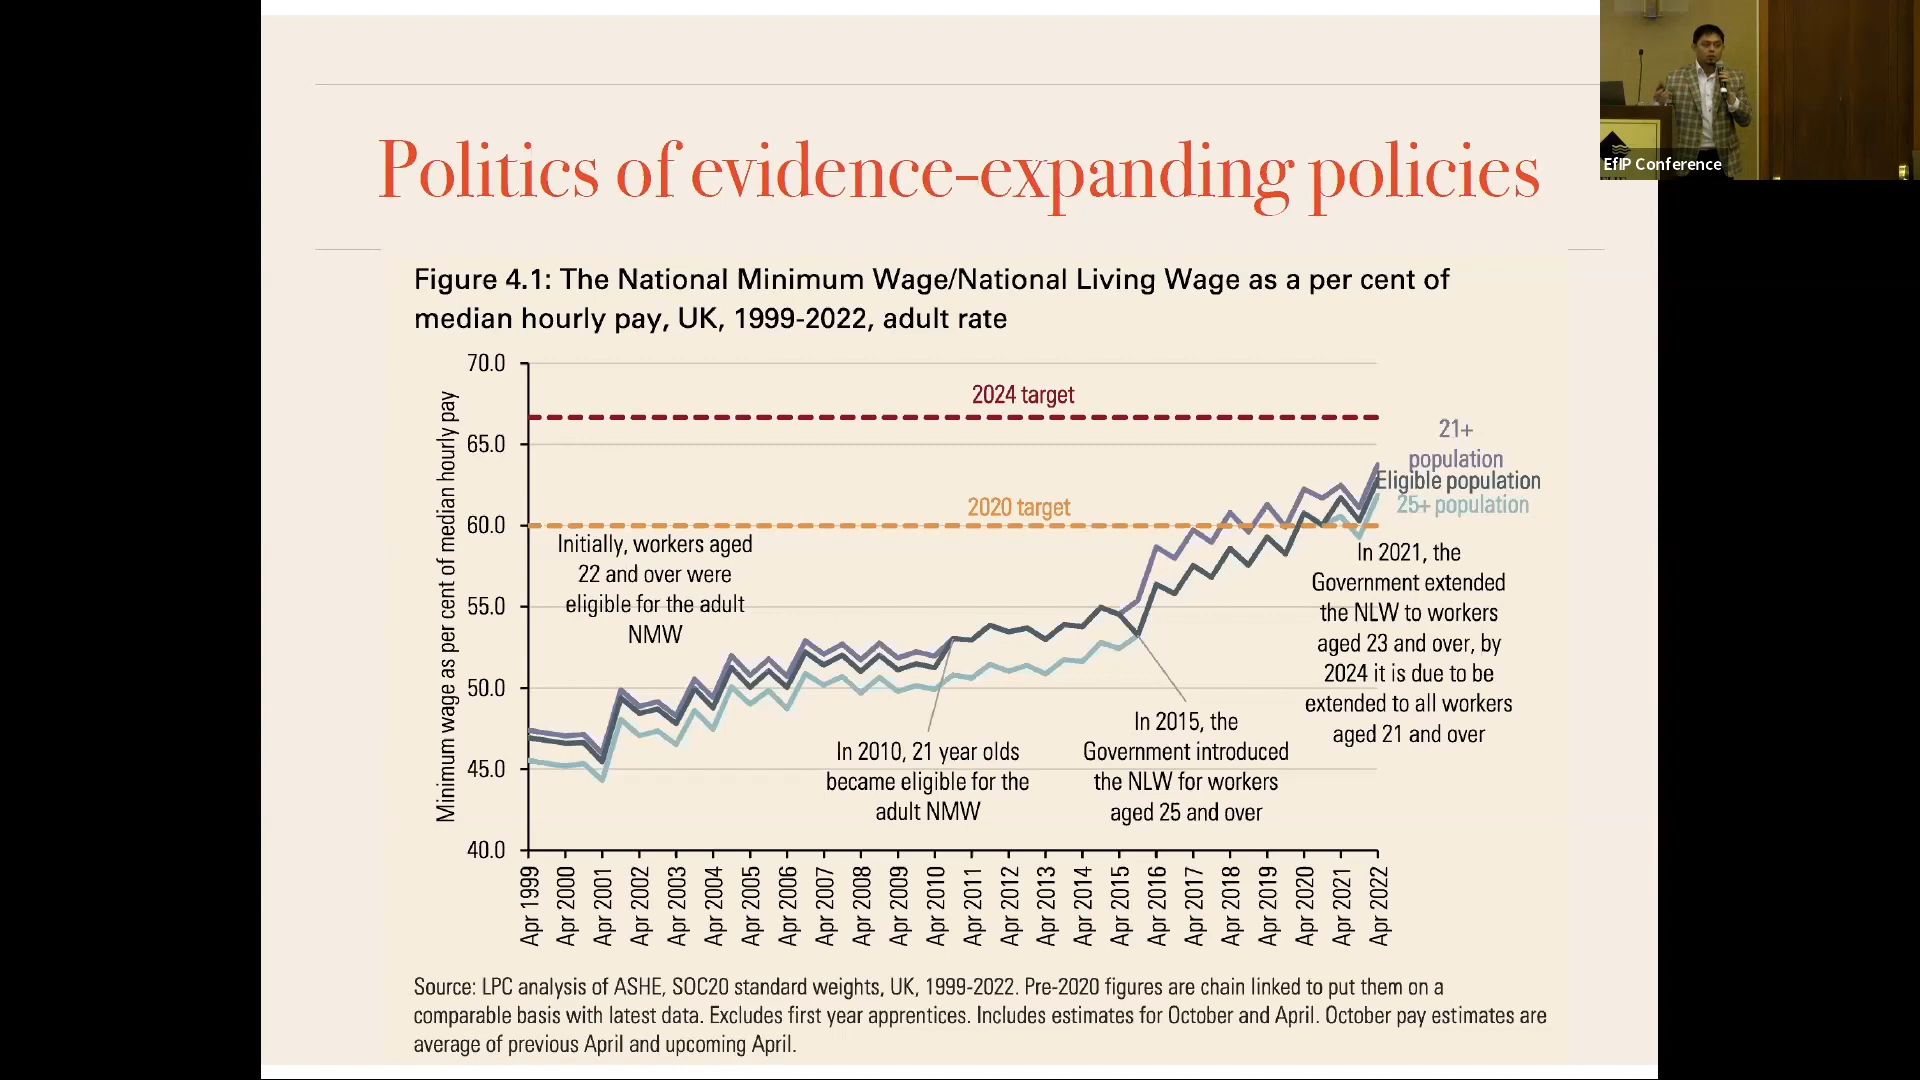 Politics of evidence-expanding policies
EfIP Conference
Figure 4.1: The National Minimum Wage/National Living Wage as a per cent of
median hourly pay, UK, 1999-2022, adult rate
Minimum wage as per cent of median hourly pay
70.0
65.0
60.0
55.0
50.0
45.0
40.0
2024 target
2020 target
21+
population
Eligible population
25+ population
Initially, workers aged
22 and over were
eligible for the adult
NMW
In 2010, 21 year olds
became eligible for the
adult NMW
In 2015, the
Government introduced
the NLW for workers
aged 25 and over
In 2021, the
Government extended
the NLW to workers
aged 23 and over, by
2024 it is due to be
extended to all workers
aged 21 and over
Apr 1999
Apr 2000
Apr 2001
Apr 2002
Apr 2003
Apr 2004
Apr 2005
Apr 2006
Apr 2007
Apr 2008
Apr 2009
Apr 2010
Apr 2011
Apr 2012
Apr 2013
Apr 2014
Apr 2015
Apr 2016
Apr 2017
Apr 2018
Apr 2019
Apr 2020
Apr 2021
Apr 2022
Source: LPC analysis of ASHE, SOC20 standard weights, UK, 1999-2022. Pre-2020 figures are chain linked to put them on a
comparable basis with latest data. Excludes first year apprentices. Includes estimates for October and April. October pay estimates are
average of previous April and upcoming April.